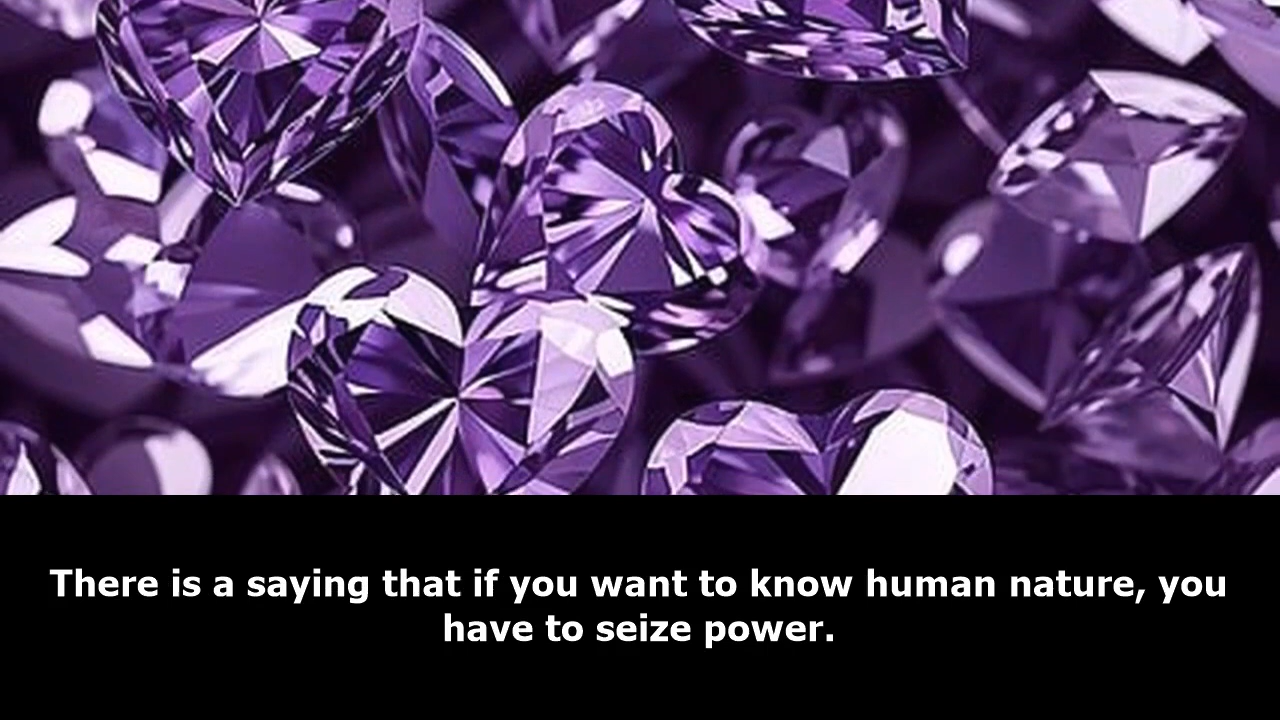 There is a saying that if you want to know human nature, you
have to seize power.